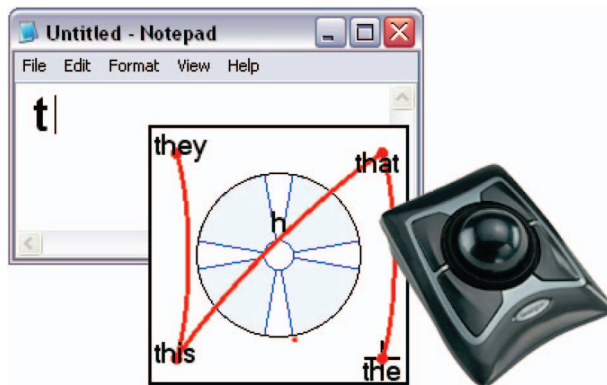 Untitled - Notepad
File Edit Format View Help
t
they
that
h
this
the